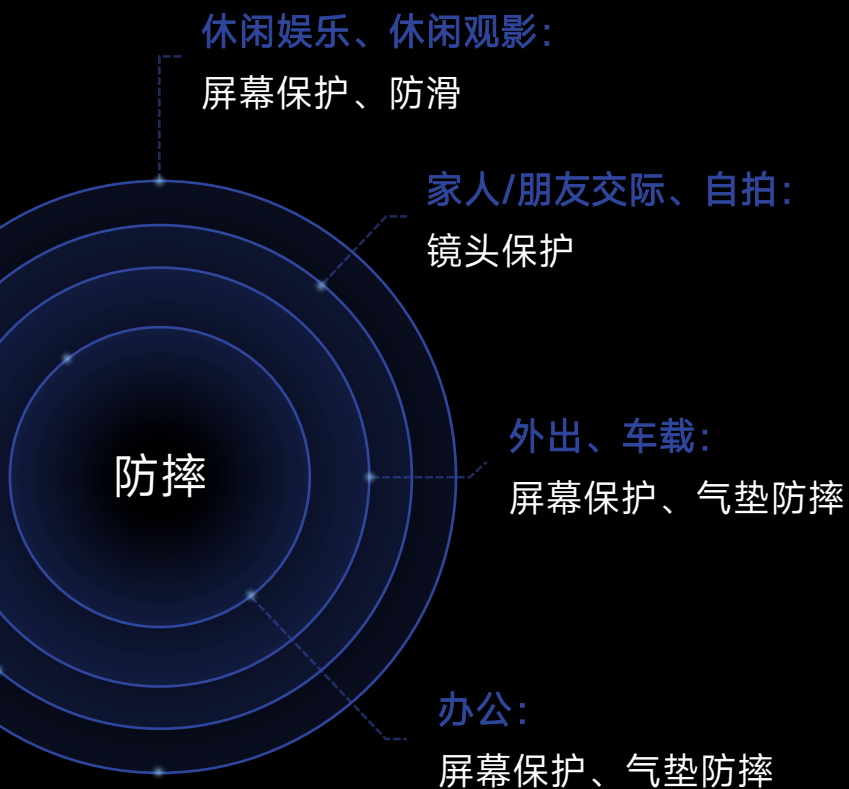 休闲娱乐、休闲观影：
屏幕保护、防滑
家人/朋友交际、自拍：
镜头保护
防摔
外出、车载：
屏幕保护、气垫防摔
办公：
屏幕保护、气垫防摔